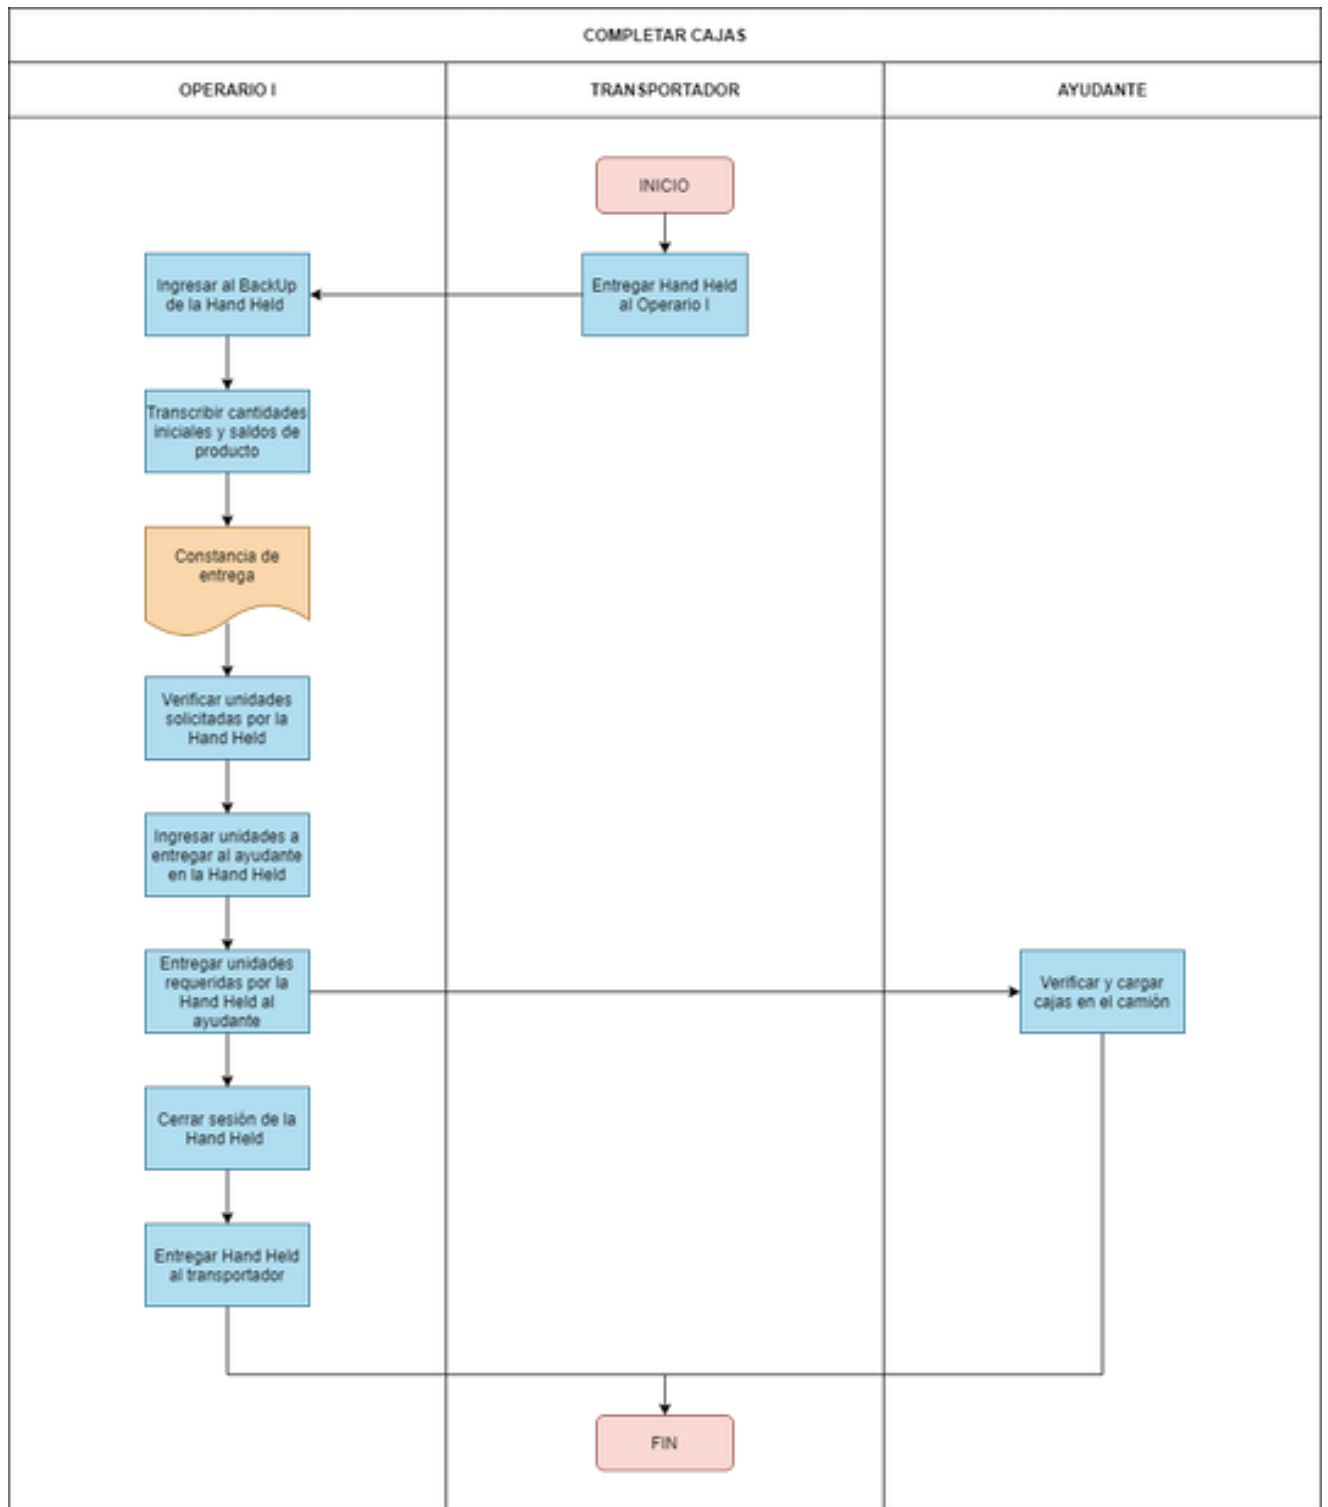 COMPLETAR CAJAS
OPERARIO I
TRANSPORTADOR
AYUDANTE
INICIO
Entregar Hand Held
al Operario I
Ingresar al BackUp
de la Hand Held
Transcribir cantidades
iniciales y saldos de
producto
Constancia de
entrega
Verificar unidades
solicitadas por la
Hand Held
Ingresar unidades a
entregar al ayudante
en la Hand Held
Entregar unidades
requeridas por la
Hand Held al
ayudante
Verificar y cargar
cajas en el camión
Cerrar sesión de la
Hand Held
Entregar Hand Held
al transportador
FIN